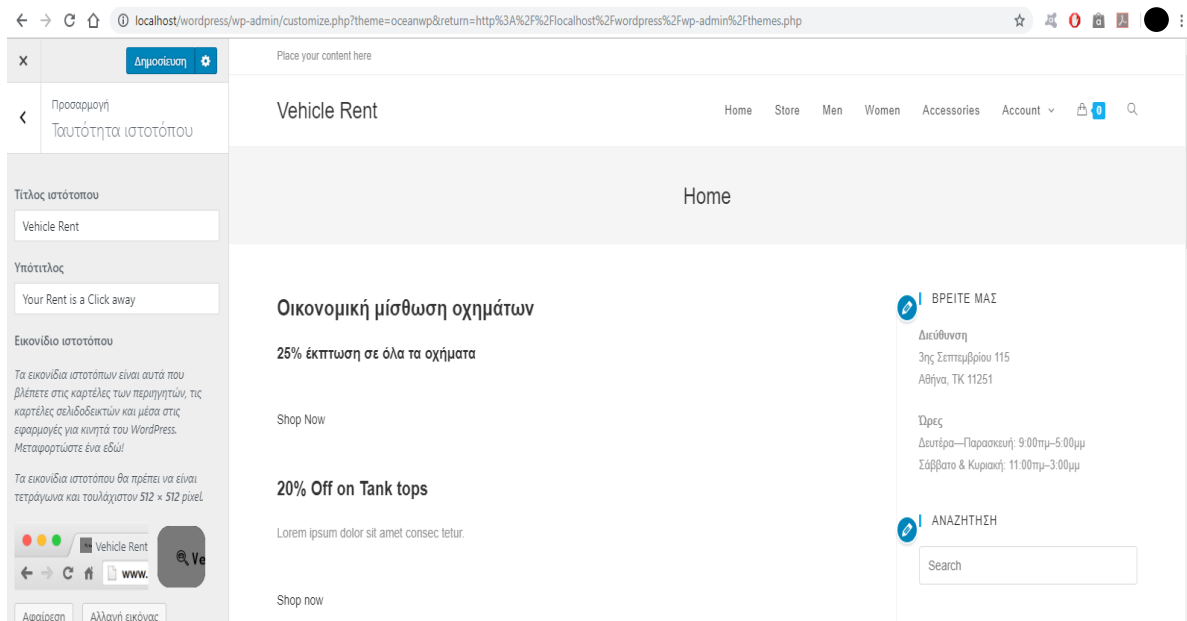 localhost/wordpress/wp-admin/customize.php?theme=oceanwp&return=http%3A%2F%2Flocalhost%2Fwordpress%2Fwp-admin%2Fthemes.php
Δημοσίευση
Προσαρμογή
Ταυτότητα ιστοτόπου
Τίτλος ιστότοπου
Vehicle Rent
Υπότιτλος
Your Rent is a Click away
Εικονίδιο ιστοτόπου
Τα εικονίδια ιστοτόπων είναι αυτά που
βλέπετε στις καρτέλες των περιηγητών, τις
καρτέλες σελιδοδεικτών και μέσα στις
εφαρμογές για κινητά του WordPress.
Μεταφορτώστε ένα εδώ!
Τα εικονίδια ιστοτόπου θα πρέπει να είναι
τετράγωνα και τουλάχιστον 512 × 512 pixel.
Vehicle Rent
www.
Ve
Αφαίρεση Αλλαγή εικόνας
Place your content here
Vehicle Rent
Home Store Men Women Accessories Account 0
Home
Οικονομική μίσθωση οχημάτων
25% έκπτωση σε όλα τα οχήματα
Shop Now
20% Off on Tank tops
Lorem ipsum dolor sit amet consec tetur.
Shop now
ΒΡΕΙΤΕ ΜΑΣ
Διεύθυνση
3ης Σεπτεμβρίου 115
Αθήνα, ΤΚ 11251
Ώρες
Δευτέρα—Παρασκευή: 9:00πμ–5:00μμ
Σάββατο & Κυριακή: 11:00πμ–3:00μμ
ΑΝΑΖΗΤΗΣΗ
Search